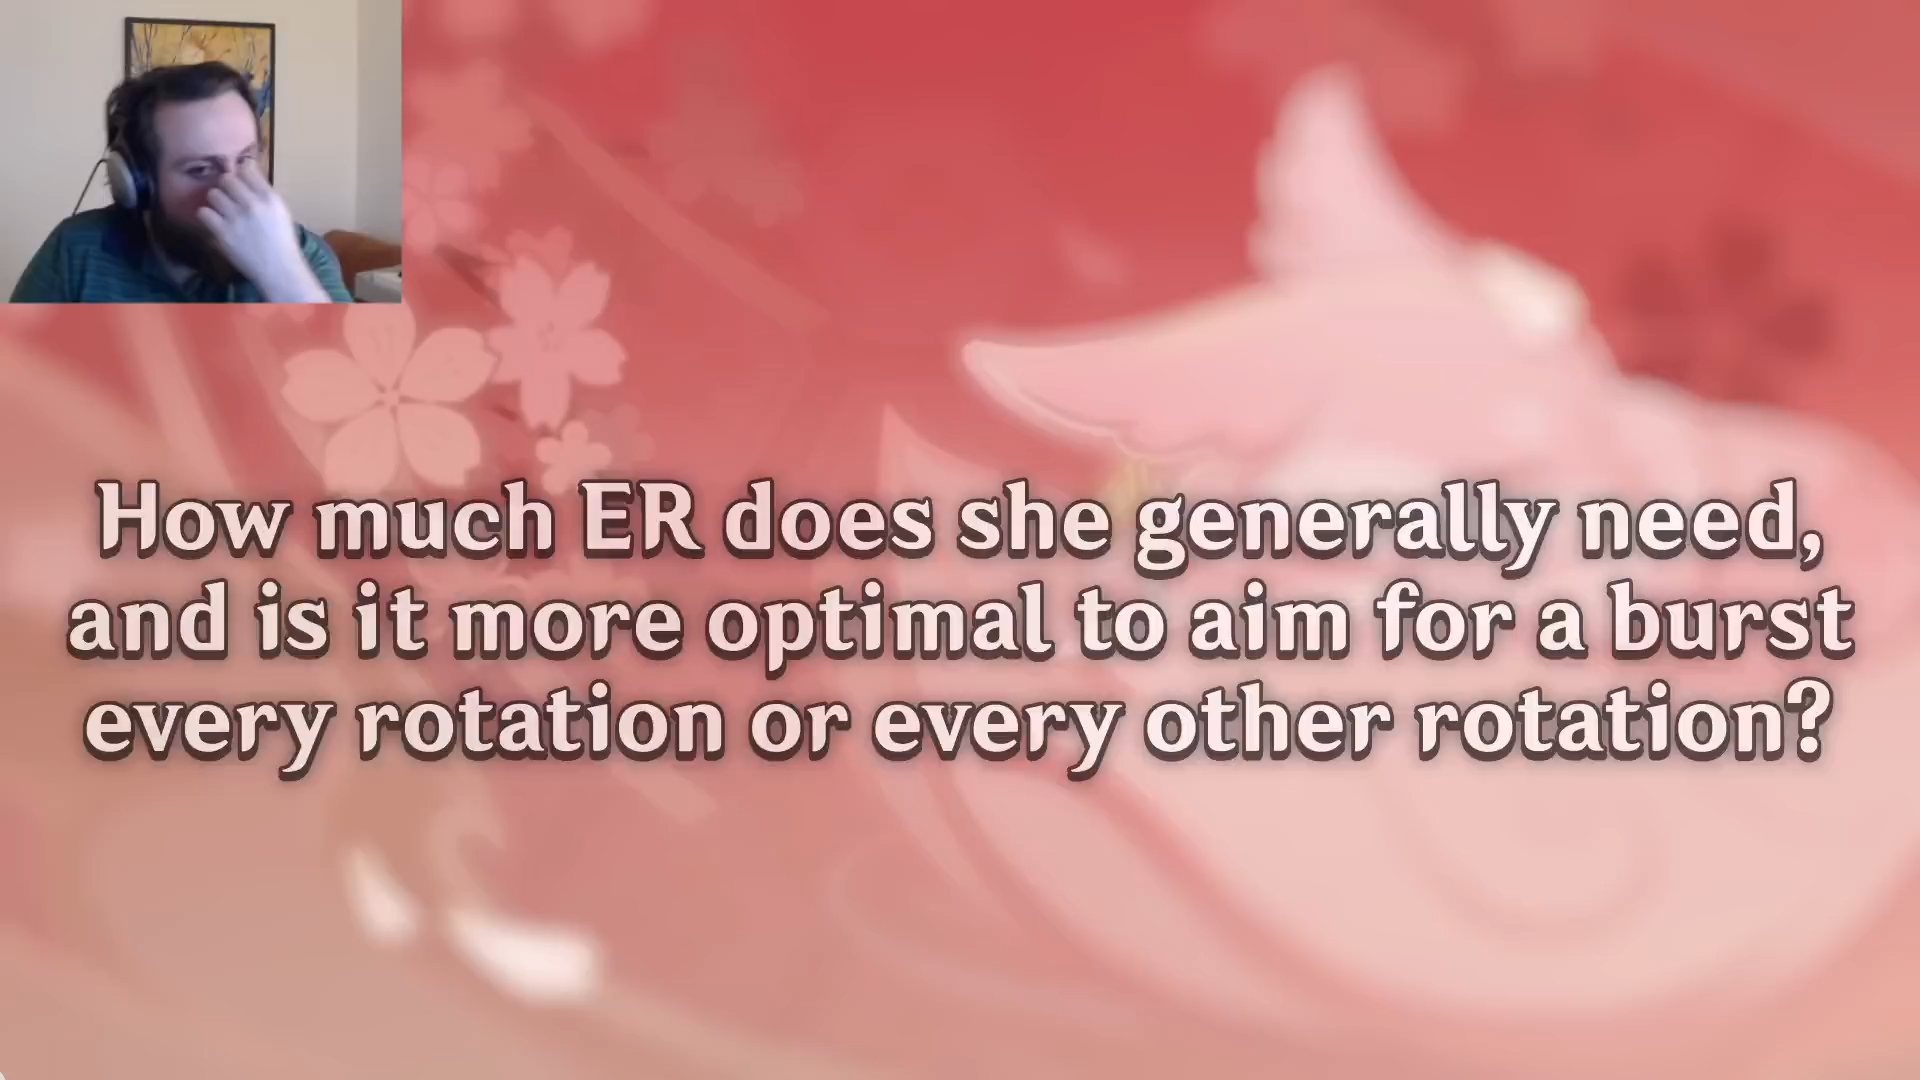 How much ER does she generally need,
and is it more optimal to aim for a burst
every rotation or every other rotation?